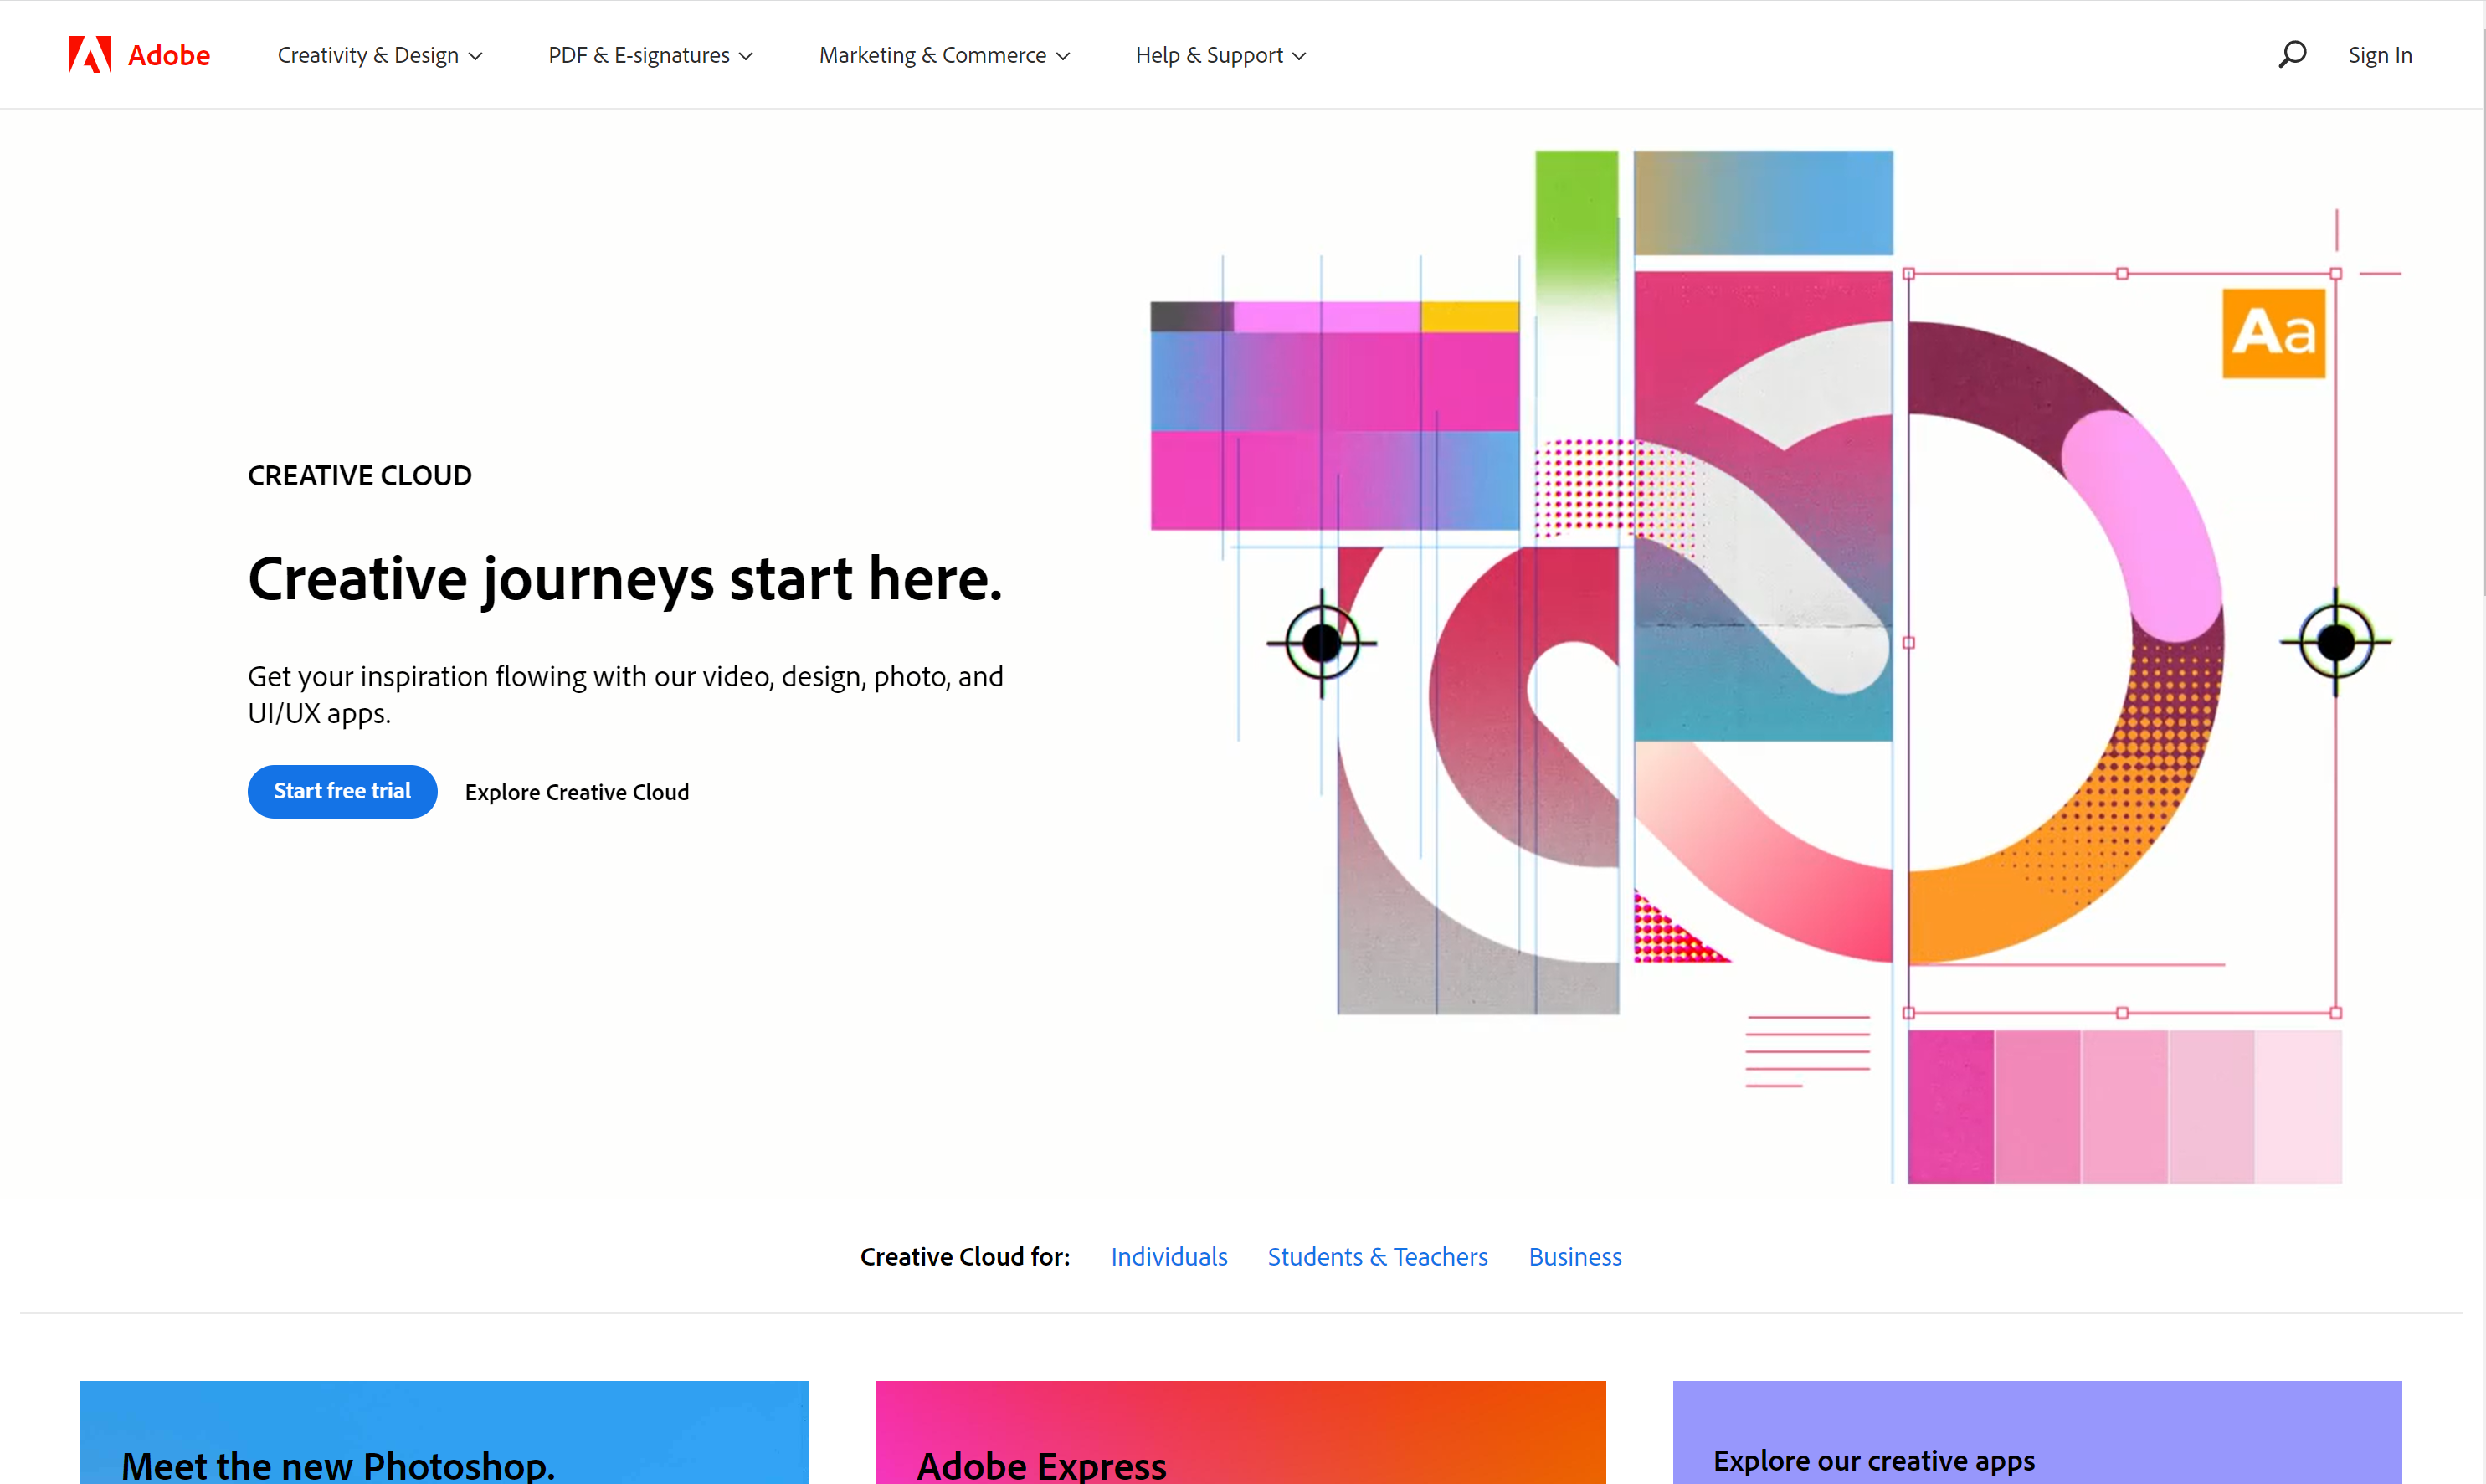 Adobe
Creativity & Design
PDF & E-signatures
Marketing & Commerce
Help & Support
Sign In
Aa
CREATIVE CLOUD
Creative journeys start here.
Get your inspiration flowing with our video, design, photo, and
UI/UX apps.
Start free trial
Explore Creative Cloud
Creative Cloud for: Individuals Students & Teachers Business
Meet the new Photoshop.
Adobe Express
Explore our creative apps